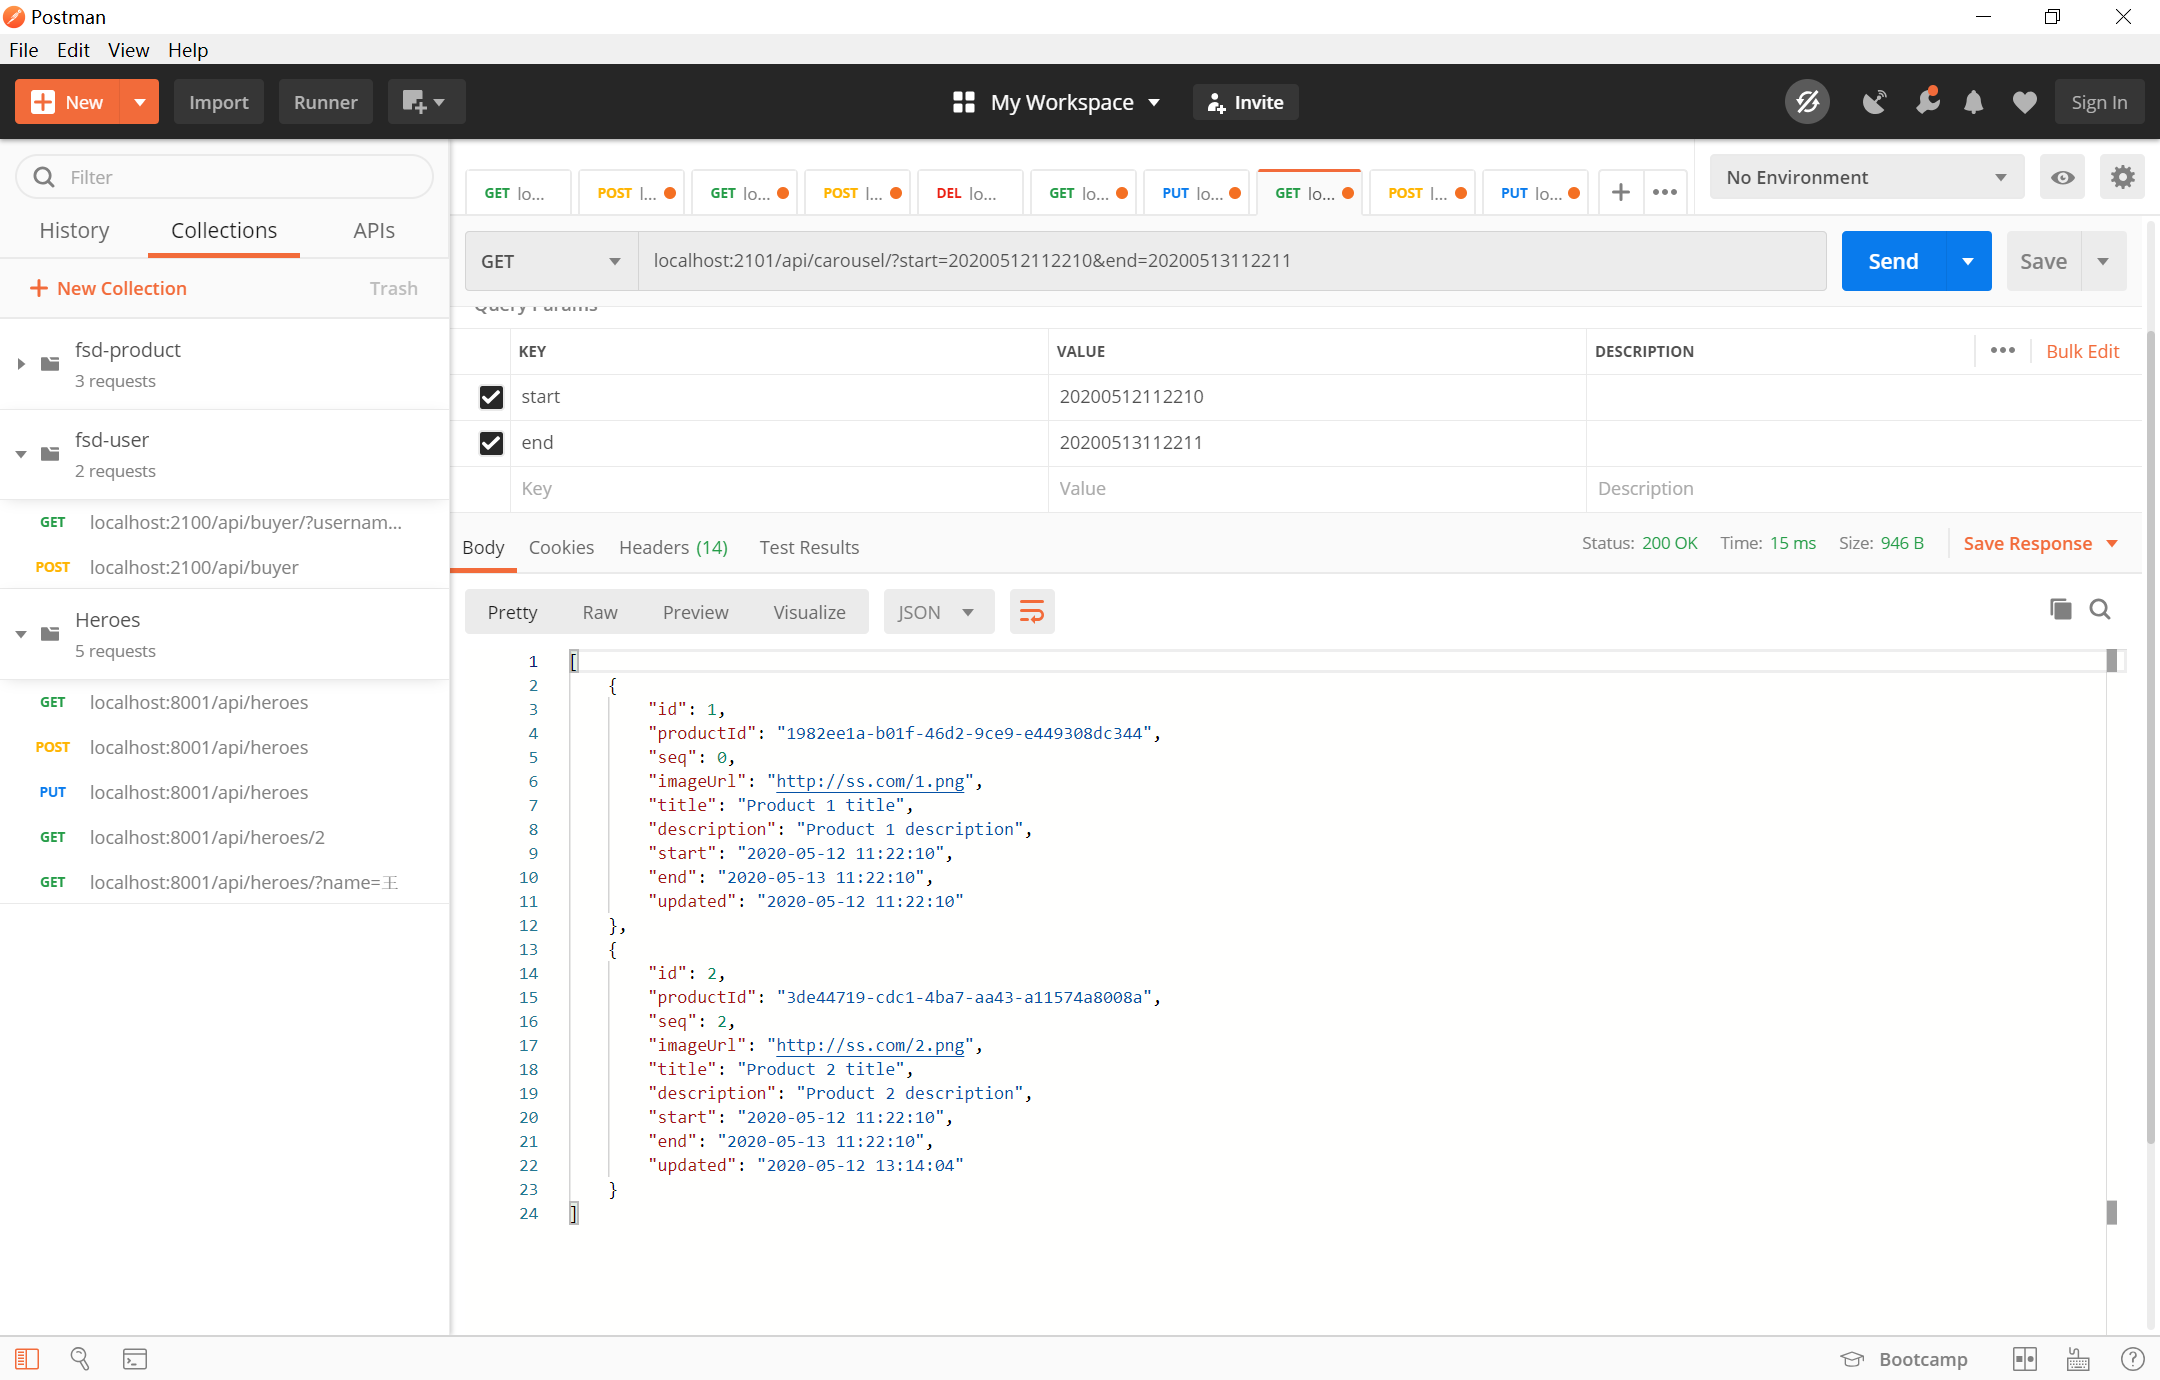 Postman
File Edit View Help
New Import Runner My Workspace Invite Sign In
Filter
History Collections APIs
New Collection Trash
fsd-product
3 requests
fsd-user
2 requests
GET localhost:2100/api/buyer/?usernam...
POST localhost:2100/api/buyer
Heroes
5 requests
GET localhost:8001/api/heroes
POST localhost:8001/api/heroes
PUT localhost:8001/api/heroes
GET localhost:8001/api/heroes/2
GET localhost:8001/api/heroes/?name=王
GET lo... POST l... GET lo... POST l... DEL lo... GET lo... PUT lo... GET lo... POST l... PUT lo...
No Environment
GET localhost:2101/api/carousel/?start=20200512112210&end=20200513112211 Send Save
Query Params
KEY VALUE DESCRIPTION Bulk Edit
start 20200512112210
end 20200513112211
Key Value Description
Body Cookies Headers (14) Test Results Status: 200 OK Time: 15 ms Size: 946 B Save Response
Pretty Raw Preview Visualize JSON
1 [
2 {
3 "id": 1,
4 "productId": "1982ee1a-b01f-46d2-9ce9-e449308dc344",
5 "seq": 0,
6 "imageUrl": "http://ss.com/1.png",
7 "title": "Product 1 title",
8 "description": "Product 1 description",
9 "start": "2020-05-12 11:22:10",
10 "end": "2020-05-13 11:22:10",
11 "updated": "2020-05-12 11:22:10"
12 },
13 {
14 "id": 2,
15 "productId": "3de44719-cdc1-4ba7-aa43-a11574a8008a",
16 "seq": 2,
17 "imageUrl": "http://ss.com/2.png",
18 "title": "Product 2 title",
19 "description": "Product 2 description",
20 "start": "2020-05-12 11:22:10",
21 "end": "2020-05-13 11:22:10",
22 "updated": "2020-05-12 13:14:04"
23 }
24 ]
Bootcamp